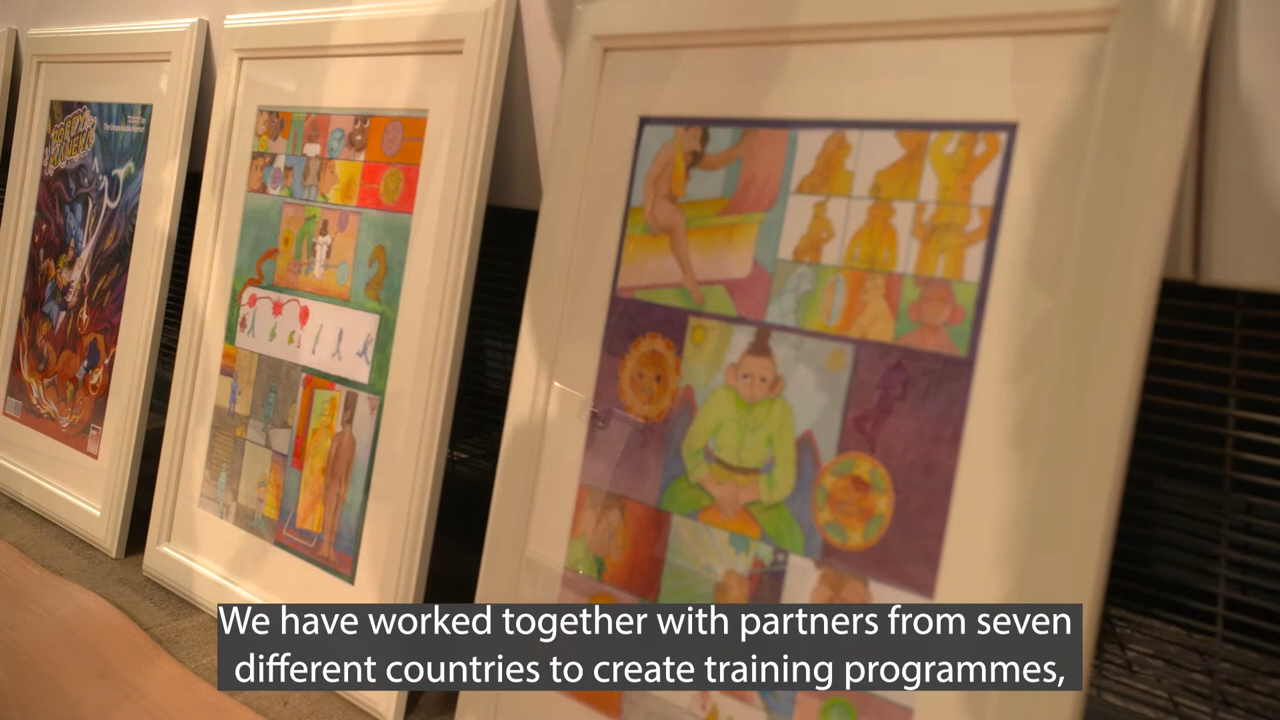 We have worked together with partners from seven
different countries to create training programmes,